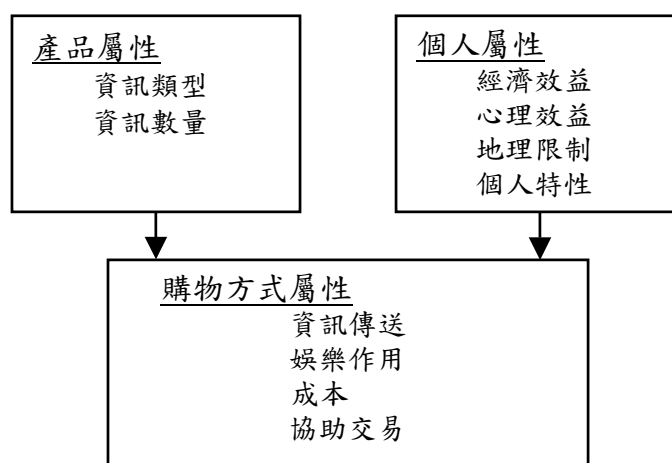 產品屬性
資訊類型
資訊數量
個人屬性
經濟效益
心理效益
地理限制
個人特性
購物方式屬性
資訊傳送
娛樂作用
成本
協助交易